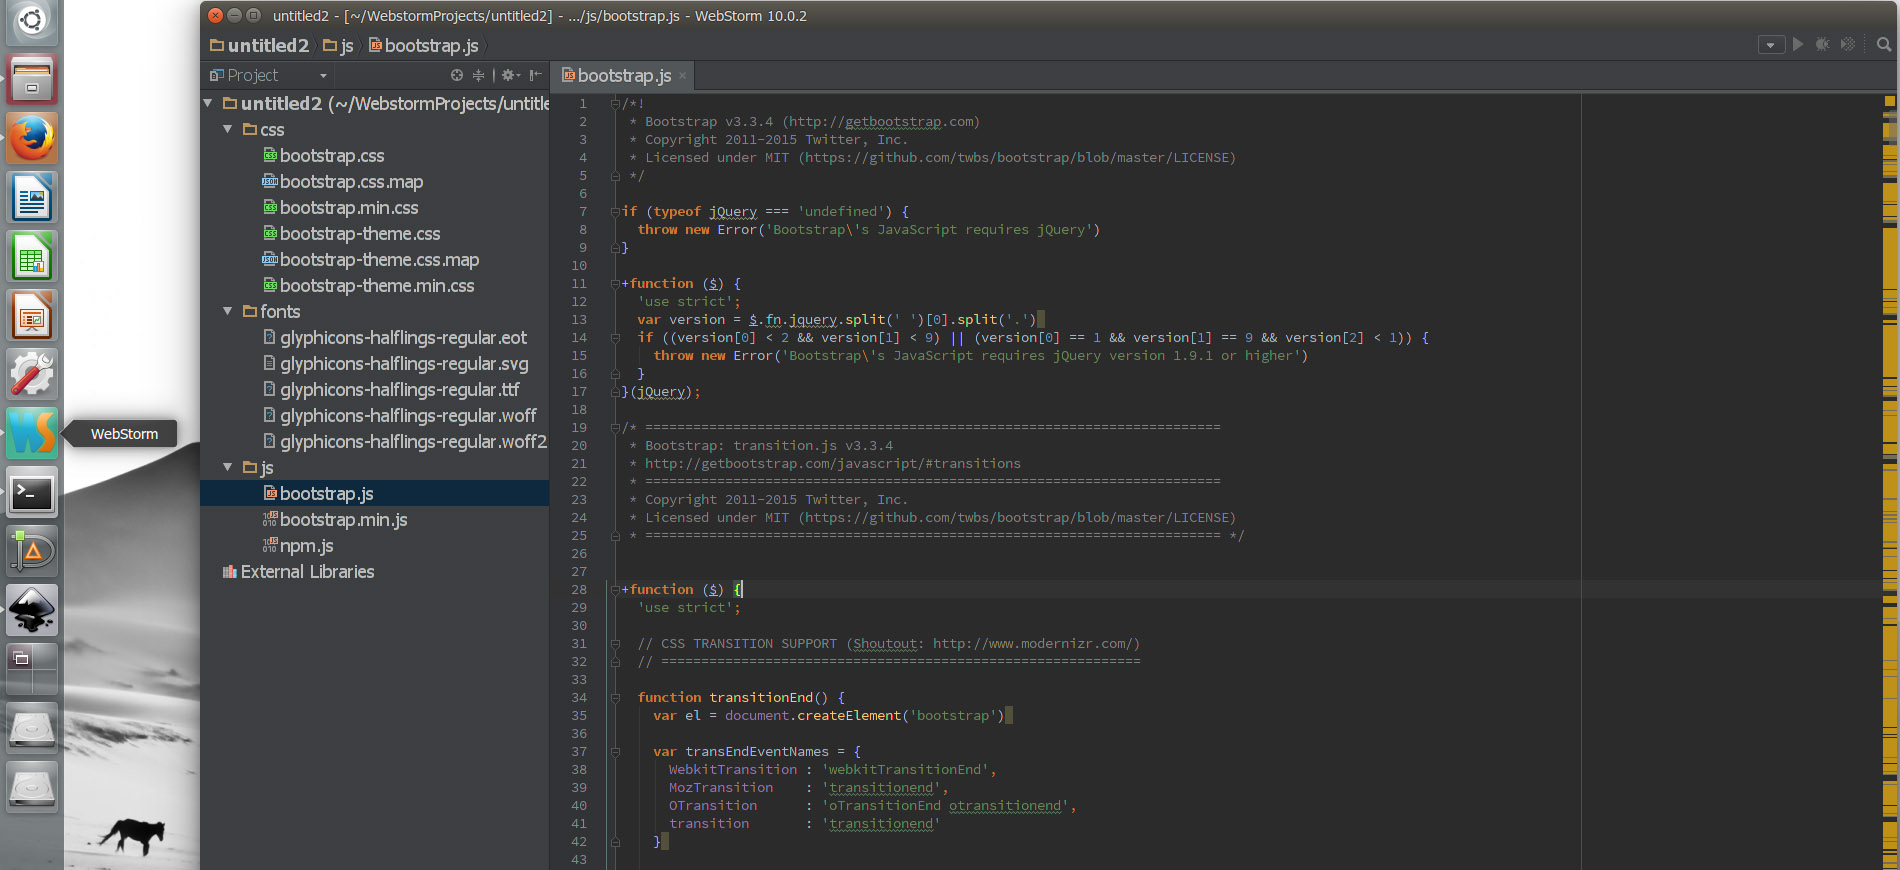 untitled2 - [~/WebstormProjects/untitled2] - .../js/bootstrap.js - WebStorm 10.0.2
untitled2 js bootstrap.js
Project
bootstrap.js
untitled2 (~/WebstormProjects/untitle
css
bootstrap.css
bootstrap.css.map
bootstrap.min.css
bootstrap-theme.css
bootstrap-theme.css.map
bootstrap-theme.min.css
fonts
glyphicons-halflings-regular.eot
glyphicons-halflings-regular.svg
glyphicons-halflings-regular.ttf
glyphicons-halflings-regular.woff
glyphicons-halflings-regular.woff2
js
bootstrap.js
bootstrap.min.js
npm.js
External Libraries
WebStorm
1 /*!
2 * Bootstrap v3.3.4 (http://getbootstrap.com)
3 * Copyright 2011-2015 Twitter, Inc.
4 * Licensed under MIT (https://github.com/twbs/bootstrap/blob/master/LICENSE)
5 */
6
7 if (typeof jQuery === 'undefined') {
8 throw new Error('Bootstrap\'s JavaScript requires jQuery')
9 }
10
11 +function ($) {
12 'use strict';
13 var version = $.fn.jquery.split(' ')[0].split('.')
14 if ((version[0] < 2 && version[1] < 9) || (version[0] == 1 && version[1] == 9 && version[2] < 1)) {
15 throw new Error('Bootstrap\'s JavaScript requires jQuery version 1.9.1 or higher')
16 }
17 }(jQuery);
18
19 /* ========================================================================
20 * Bootstrap: transition.js v3.3.4
21 * http://getbootstrap.com/javascript/#transitions
22 * ========================================================================
23 * Copyright 2011-2015 Twitter, Inc.
24 * Licensed under MIT (https://github.com/twbs/bootstrap/blob/master/LICENSE)
25 * ======================================================================== */
26
27
28 +function ($) {
29 'use strict';
30
31 // CSS TRANSITION SUPPORT (Shoutout: http://www.modernizr.com/)
32 // ============================================================
33
34 function transitionEnd() {
35 var el = document.createElement('bootstrap')
36
37 var transEndEventNames = {
38 WebkitTransition : 'webkitTransitionEnd',
39 MozTransition : 'transitionend',
40 OTransition : 'oTransitionEnd otransitionend',
41 transition : 'transitionend'
42 }
43